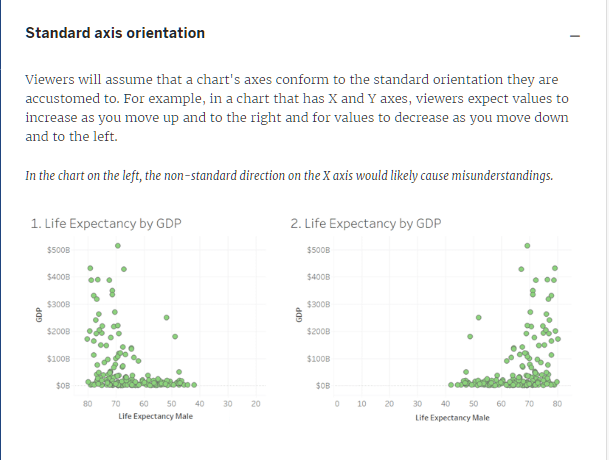 Standard axis orientation
Viewers will assume that a chart's axes conform to the standard orientation they are
accustomed to. For example, in a chart that has X and Y axes, viewers expect values to
increase as you move up and to the right and for values to decrease as you move down
and to the left.
In the chart on the left, the non-standard direction on the X axis would likely cause misunderstandings.
1. Life Expectancy by GDP
$500B
$400B
$300B
$200B
$100B
$0B
GDP
80 70 60 50 40 30 20
Life Expectancy Male
2. Life Expectancy by GDP
$500B
$400B
$300B
$200B
$100B
$0B
GDP
0 10 20 30 40 50 60 70 80
Life Expectancy Male